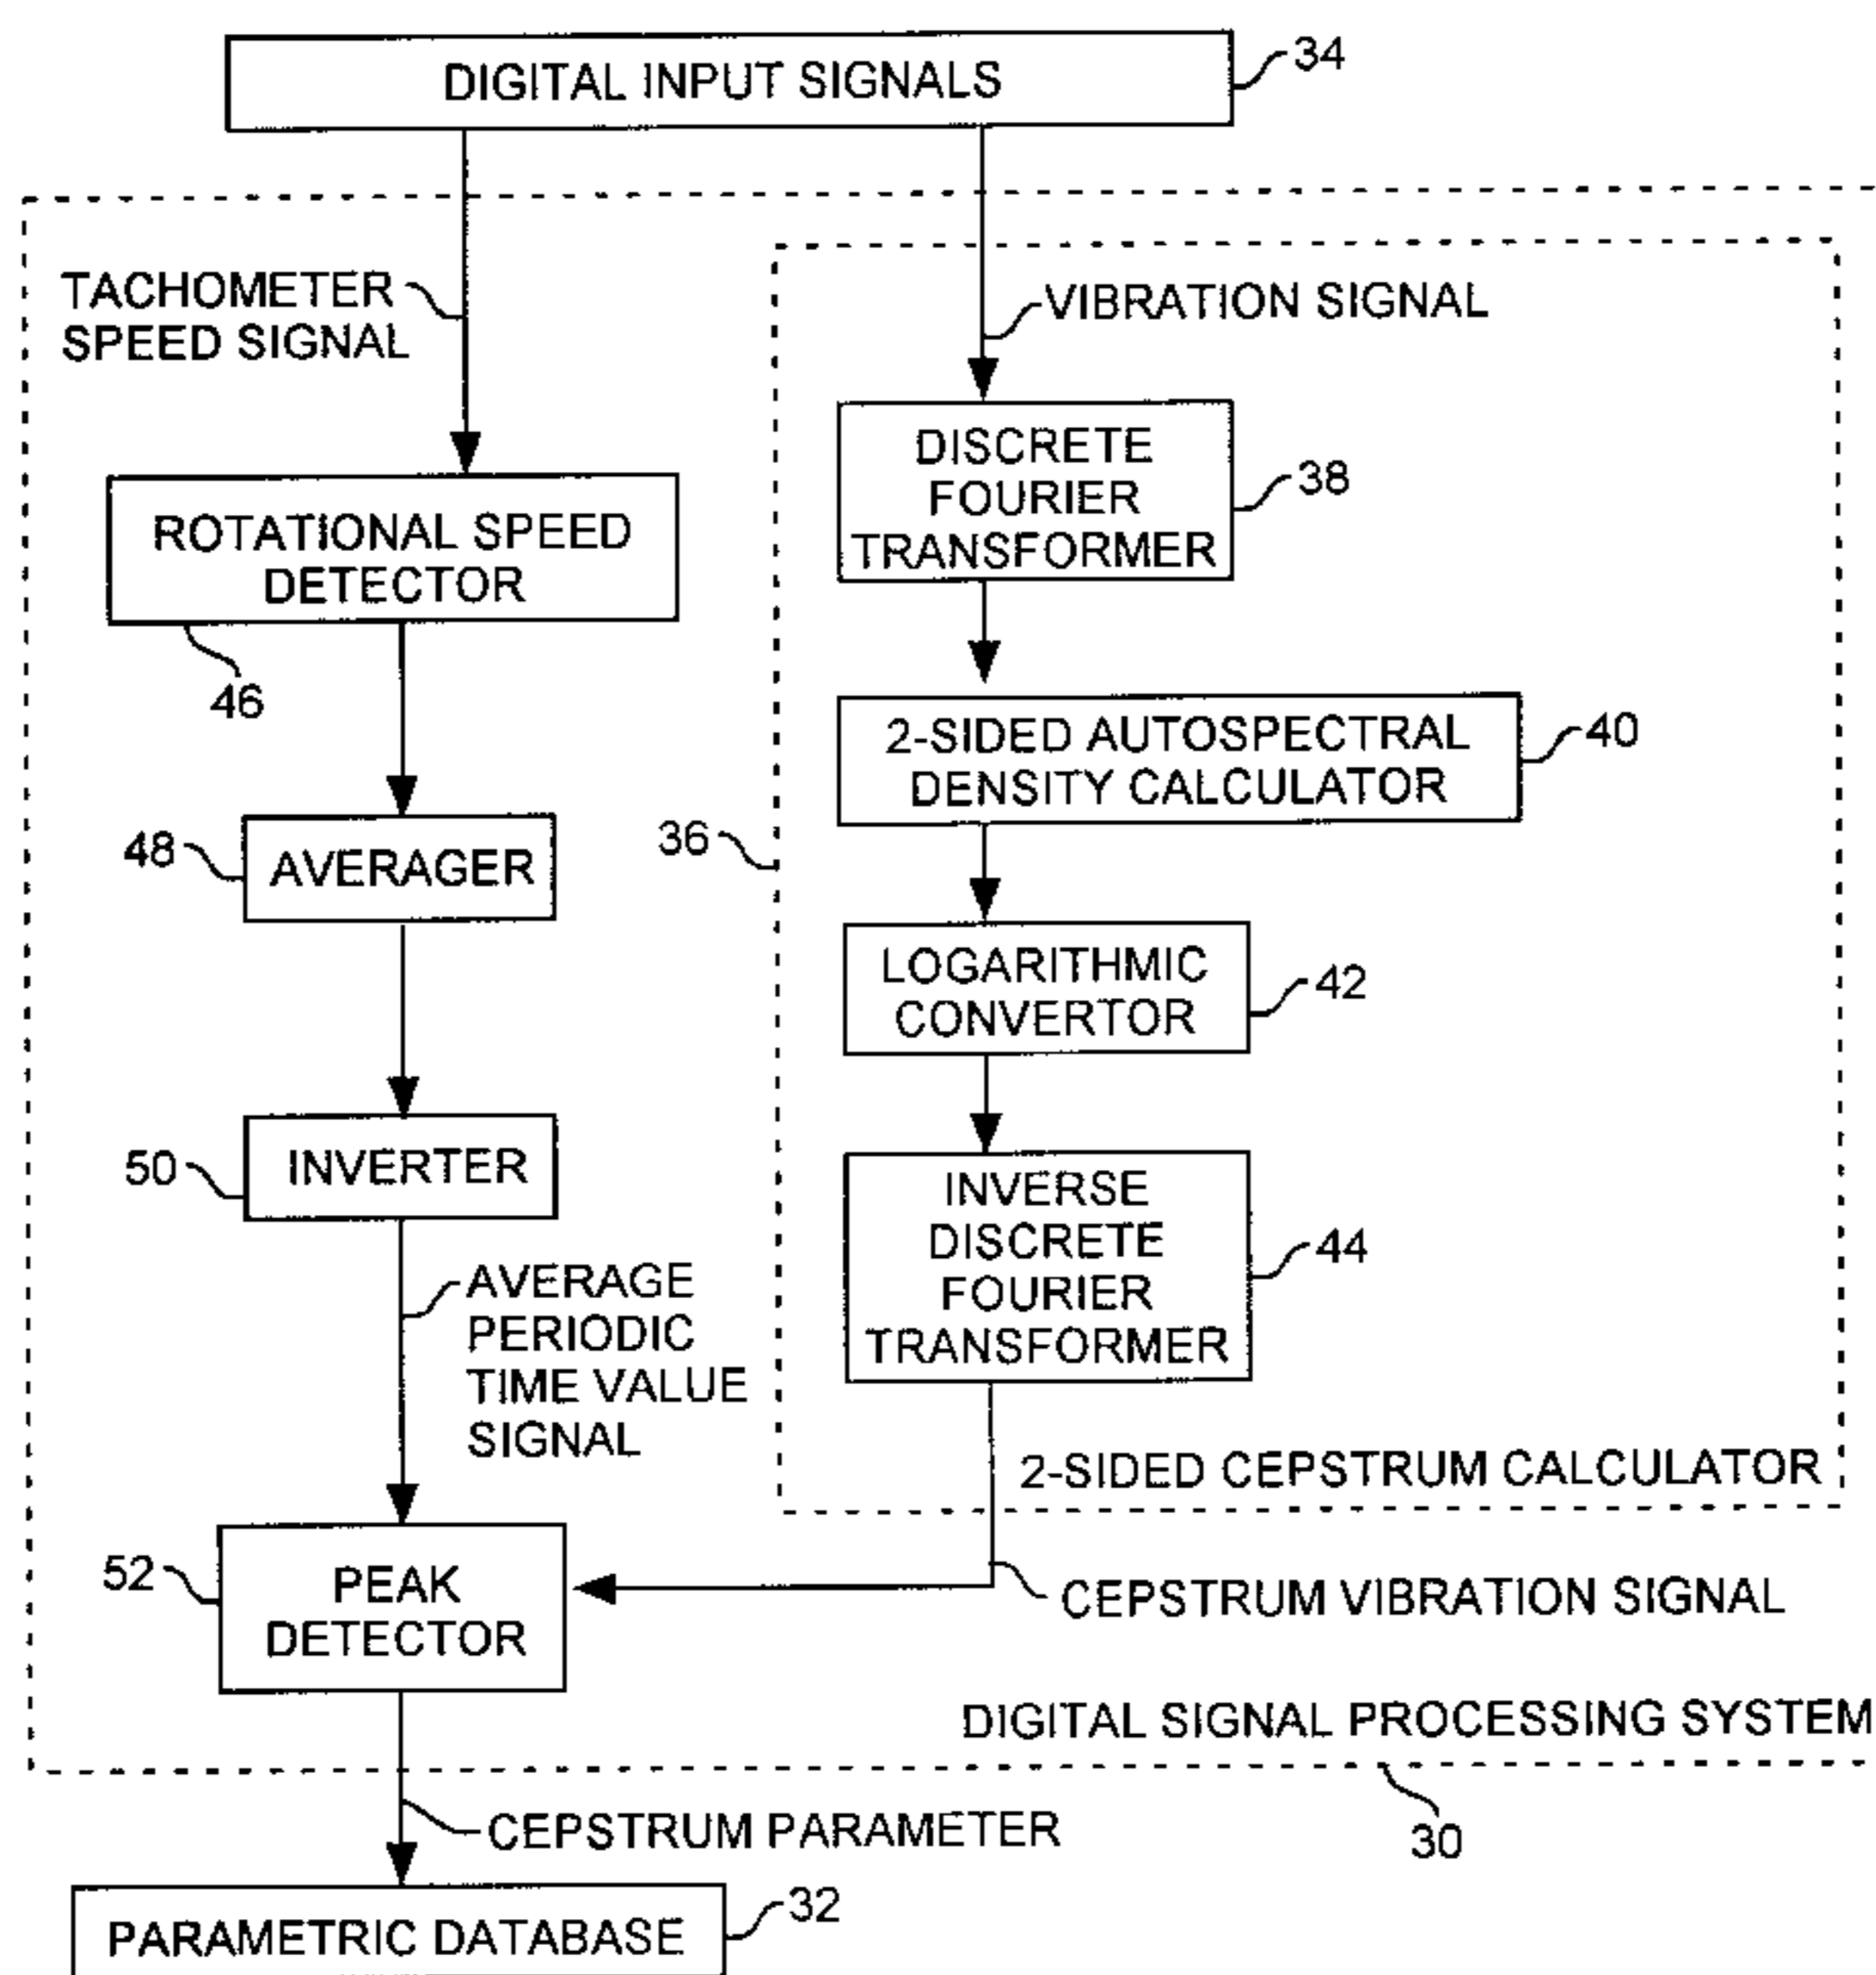 DIGITAL INPUT SIGNALS
34
TACHOMETER
SPEED SIGNAL
VIBRATION SIGNAL
DISCRETE
FOURIER
TRANSFORMER
38
ROTATIONAL SPEED
DETECTOR
46
2-SIDED AUTOSPECTRAL
DENSITY CALCULATOR
40
36
48
AVERAGER
LOGARITHMIC
CONVERTOR
42
50
INVERTER
INVERSE
DISCRETE
FOURIER
TRANSFORMER
44
AVERAGE
PERIODIC
TIME VALUE
SIGNAL
2-SIDED CEPSTRUM CALCULATOR
52
PEAK
DETECTOR
CEPSTRUM VIBRATION SIGNAL
DIGITAL SIGNAL PROCESSING SYSTEM
30
CEPSTRUM PARAMETER
PARAMETRIC DATABASE
32